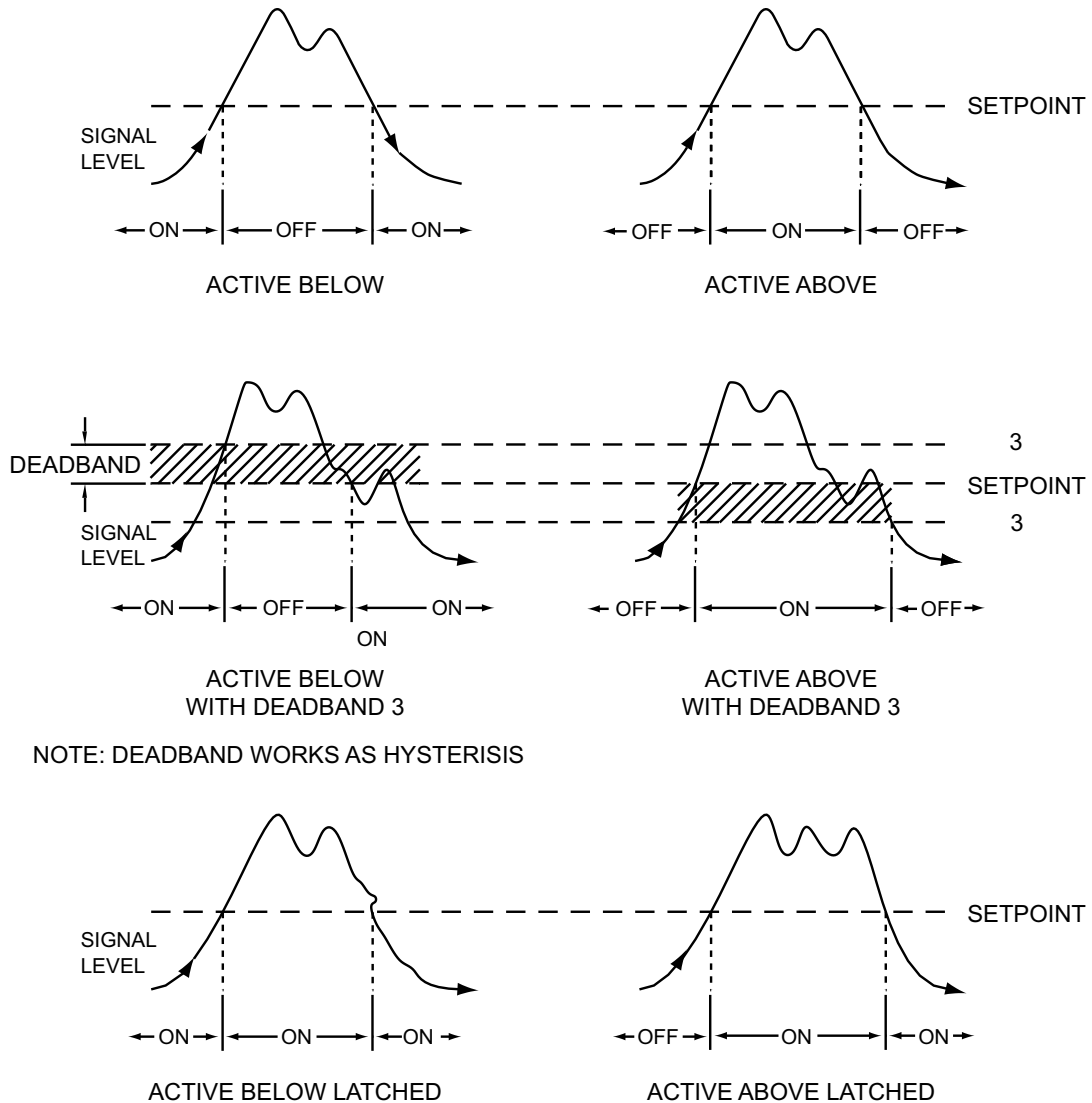 SETPOINT
SIGNAL
LEVEL
ON OFF ON
OFF ON OFF
ACTIVE BELOW
ACTIVE ABOVE
3
DEADBAND
SETPOINT
SIGNAL
LEVEL
3
ON OFF ON
ON
OFF ON OFF
ACTIVE BELOW
WITH DEADBAND 3
ACTIVE ABOVE
WITH DEADBAND 3
NOTE: DEADBAND WORKS AS HYSTERISIS
SETPOINT
SIGNAL
LEVEL
ON ON ON
OFF ON ON
ACTIVE BELOW LATCHED
ACTIVE ABOVE LATCHED